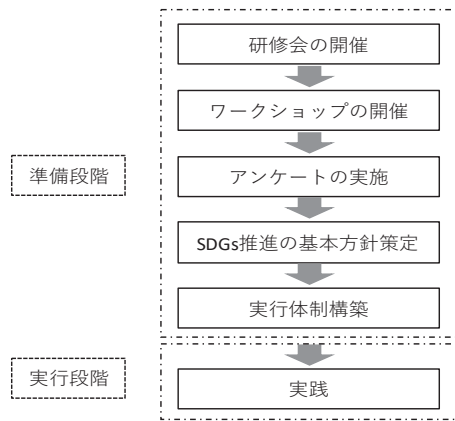 研修会の開催
ワークショップの開催
準備段階
アンケートの実施
SDGs推進の基本方針策定
実行体制構築
実行段階
実践